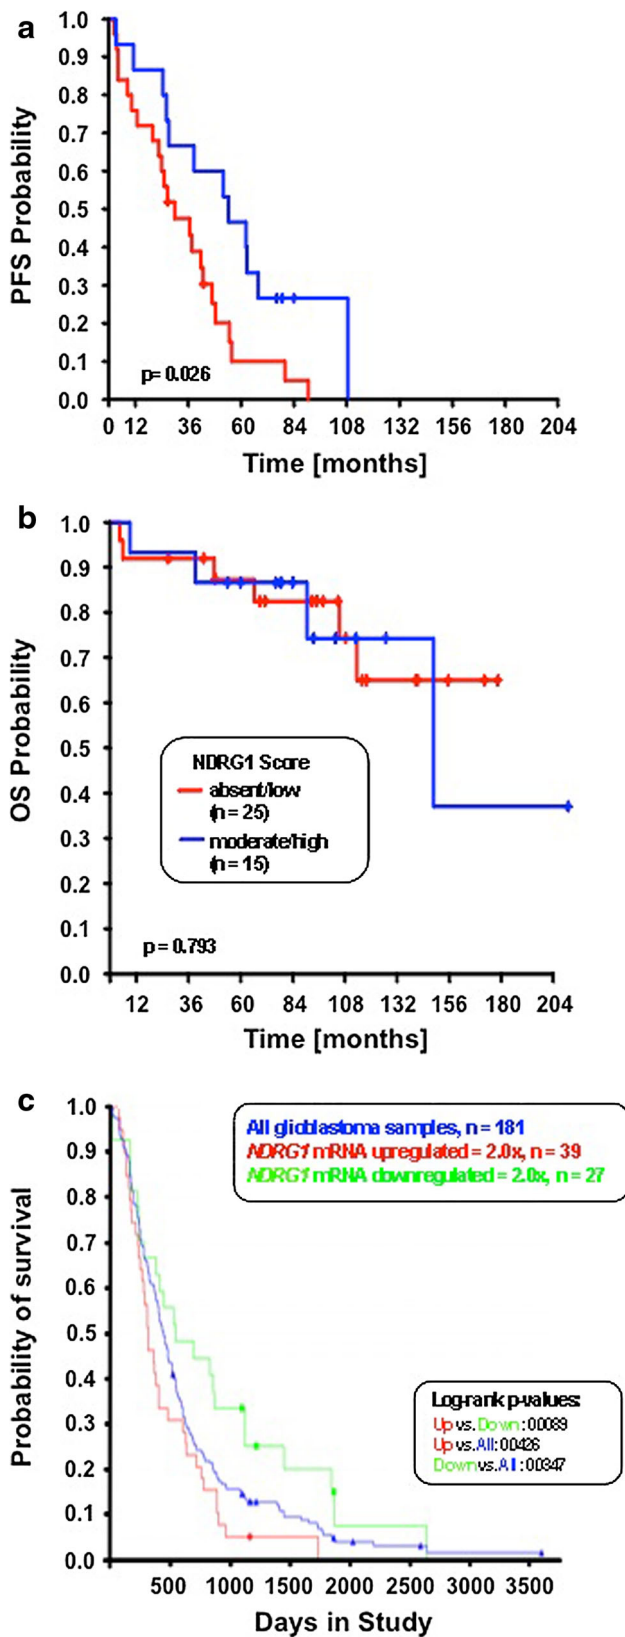 a
1.0
0.9
0.8
0.7
0.6
0.5
0.4
0.3
0.2
0.1
0.0
PFS Probability
p= 0.026
0 12 36 60 84 108 132 156 180 204
Time [months]
b
1.0
0.9
0.8
0.7
0.6
0.5
0.4
0.3
0.2
0.1
0.0
OS Probability
NDRG1 Score
absent/low
(n = 25)
moderate/high
(n = 15)
p = 0.793
12 36 60 84 108 132 156 180 204
Time [months]
c
1.0
0.9
0.8
0.7
0.6
0.5
0.4
0.3
0.2
0.1
0.0
Probability of survival
All glioblastoma samples, n = 181
NDRG1 mRNA upregulated = 2.0x, n = 39
NDRG1 mRNA downregulated = 2.0x, n = 27
Log-rank p-values:
Up vs. Down: 00089
Up vs. All: 00426
Down vs. All: 00347
500 1000 1500 2000 2500 3000 3500
Days in Study